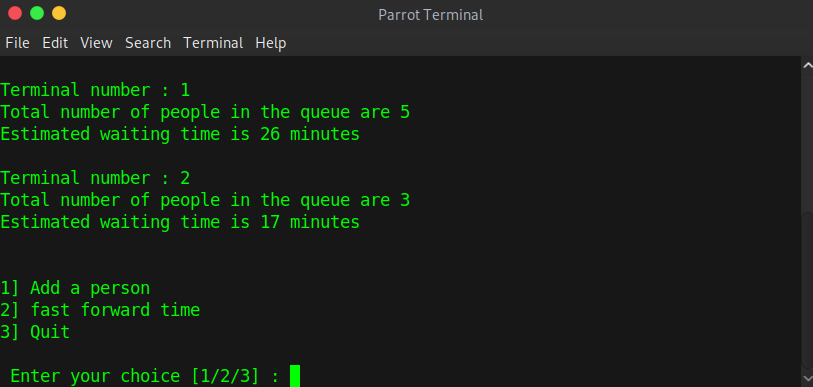 Parrot Terminal
File Edit View Search Terminal Help
Terminal number : 1
Total number of people in the queue are 5
Estimated waiting time is 26 minutes
Terminal number : 2
Total number of people in the queue are 3
Estimated waiting time is 17 minutes
1] Add a person
2] fast forward time
3] Quit
Enter your choice [1/2/3] :